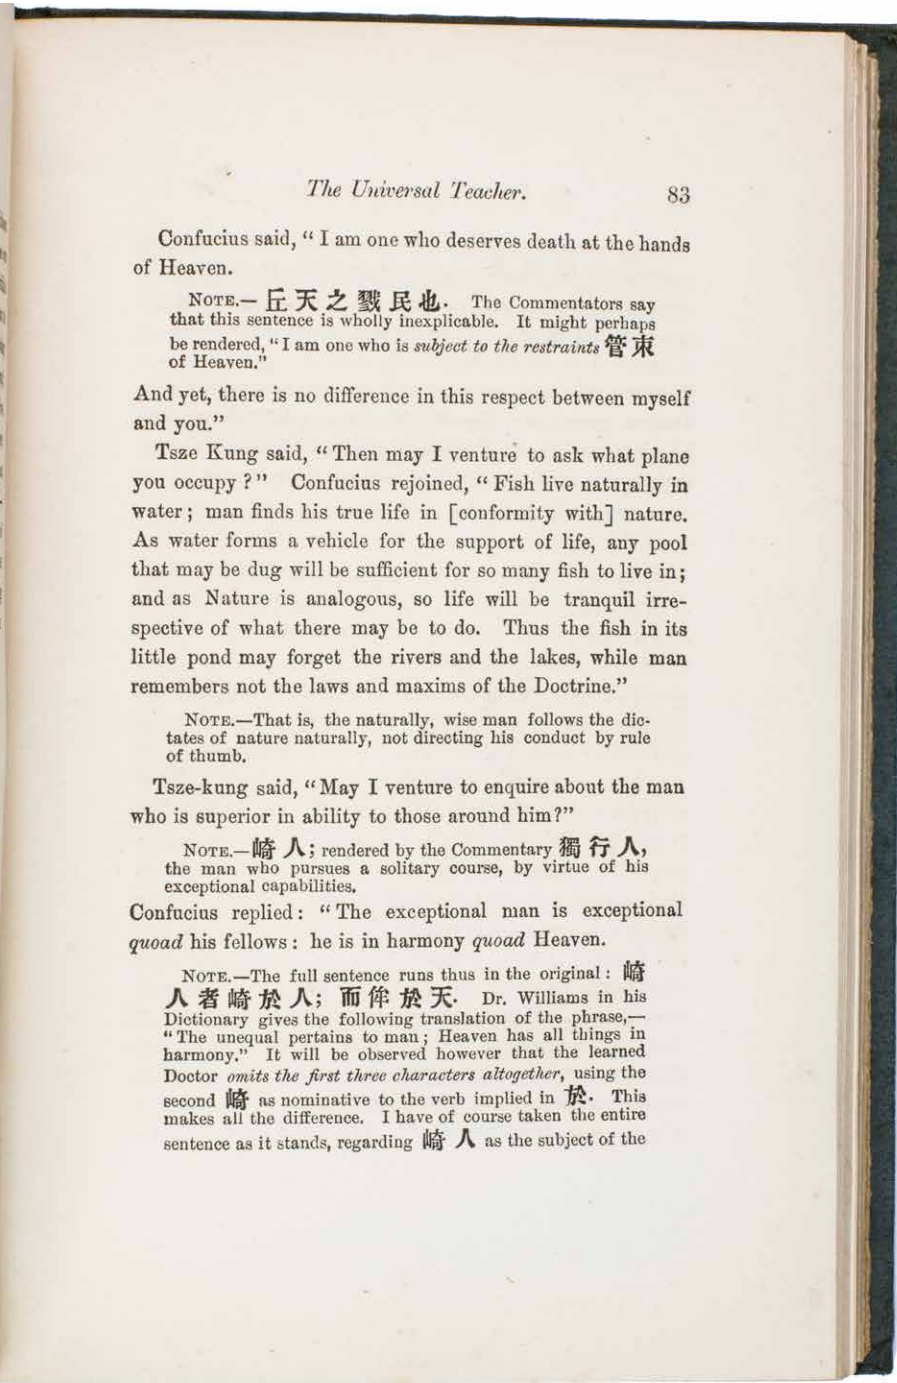 The Universal Teacher.
83
Confucius said, “ I am one who deserves death at the hands
of Heaven.
NOTE.— 丘天之戮民也. The Commentators say
that this sentence is wholly inexplicable. It might perhaps
be rendered, “I am one who is subject to the restraints 管束
of Heaven.”
And yet, there is no difference in this respect between myself
and you.”
Tsze Kung said, “ Then may I venture to ask what plane
you occupy ? ” Confucius rejoined, “ Fish live naturally in
water ; man finds his true life in [conformity with] nature.
As water forms a vehicle for the support of life, any pool
that may be dug will be sufficient for so many fish to live in ;
and as Nature is analogous, so life will be tranquil irre-
spective of what there may be to do. Thus the fish in its
little pond may forget the rivers and the lakes, while man
remembers not the laws and maxims of the Doctrine.”
NOTE.—That is, the naturally, wise man follows the dic-
tates of nature naturally, not directing his conduct by rule
of thumb.
Tsze-kung said, “ May I venture to enquire about the man
who is superior in ability to those around him?”
NOTE.—畸人; rendered by the Commentary 獨行人,
the man who pursues a solitary course, by virtue of his
exceptional capabilities.
Confucius replied : “ The exceptional man is exceptional
quoad his fellows : he is in harmony quoad Heaven.
NOTE.—The full sentence runs thus in the original : 畸
人者畸於人; 而侔於天. Dr. Williams in his
Dictionary gives the following translation of the phrase,—
“ The unequal pertains to man ; Heaven has all things in
harmony.” It will be observed however that the learned
Doctor omits the first three characters altogether, using the
second 畸 as nominative to the verb implied in 於. This
makes all the difference. I have of course taken the entire
sentence as it stands, regarding 畸人 as the subject of the